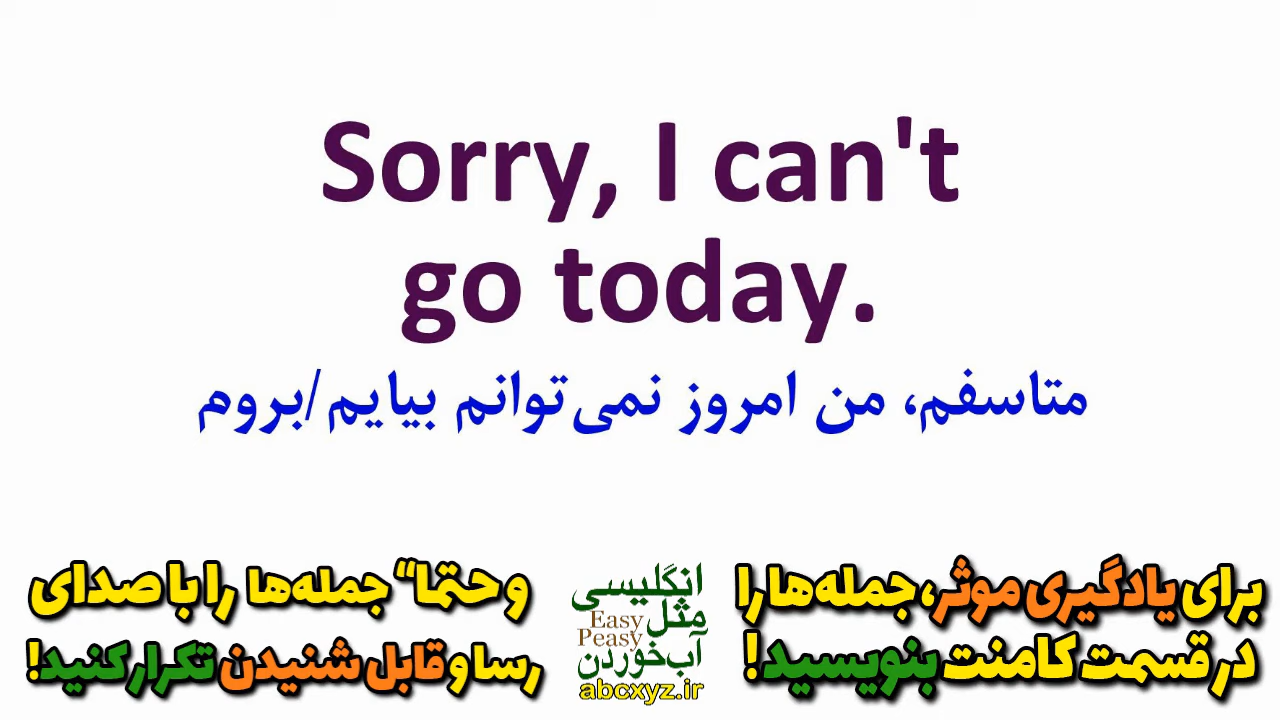 Sorry, I can't
go today.
متاسفم، من امروز نمی‌توانم بیایم/بروم
برای یادگیری موثر، جمله‌ها را
در قسمت کامنت بنویسید!
انگلیسی
مثل
Easy
Peasy
آب‌خوردن
abcxyz.ir
و حتما“ جمله‌ها را با صدای
رسا و قابل شنیدن تکرار کنید!